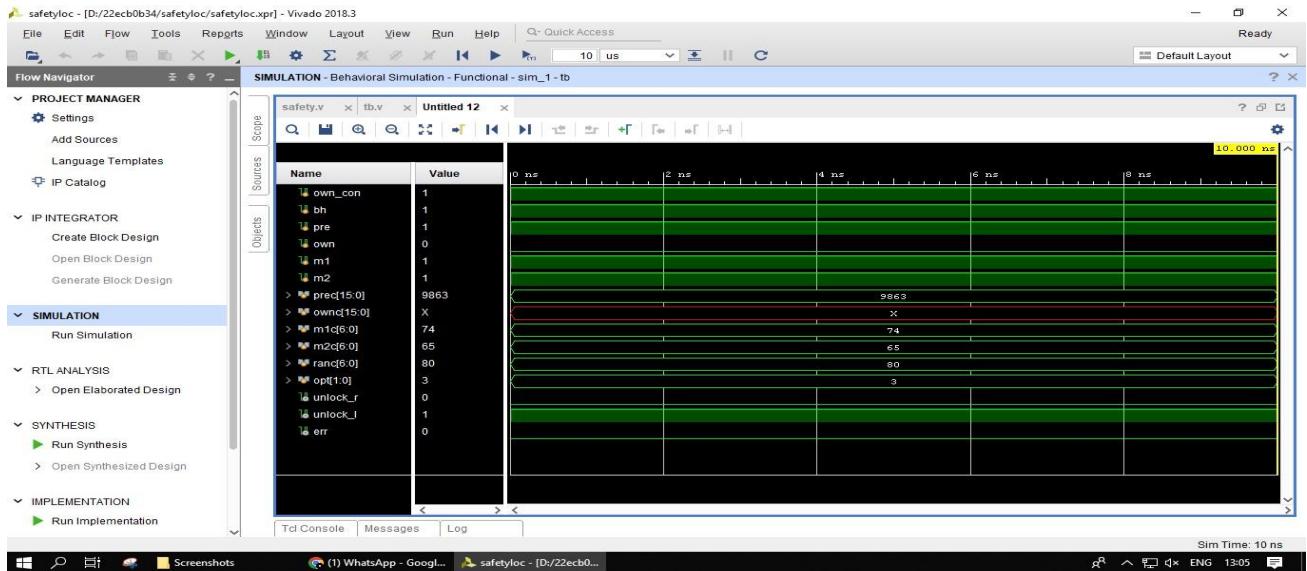 safetyloc - [D:/22ecb0b34/safetyloc/safetyloc.xpr] - Vivado 2018.3
File Edit Flow Tools Reports Window Layout View Run Help Q- Quick Access Ready
10 us Default Layout
Flow Navigator SIMULATION - Behavioral Simulation - Functional - sim_1 - tb
PROJECT MANAGER
Settings
Add Sources
Language Templates
IP Catalog
IP INTEGRATOR
Create Block Design
Open Block Design
Generate Block Design
SIMULATION
Run Simulation
RTL ANALYSIS
Open Elaborated Design
SYNTHESIS
Run Synthesis
Open Synthesized Design
IMPLEMENTATION
Run Implementation
Scope
Sources
Objects
safety.v tb.v Untitled 12
10.000 ns
Name Value 0 ns 2 ns 4 ns 6 ns 8 ns
own_con 1
bh 1
pre 1
own 0
m1 1
m2 1
prec[15:0] 9863 9863
ownc[15:0] X X
m1c[6:0] 74 74
m2c[6:0] 65 65
ranc[6:0] 80 80
opt[1:0] 3 3
unlock_r 0
unlock_l 1
err 0
Tcl Console Messages Log
Sim Time: 10 ns
Screenshots (1) WhatsApp - Googl... safetyloc - [D:/22ecb0... ENG 13:05